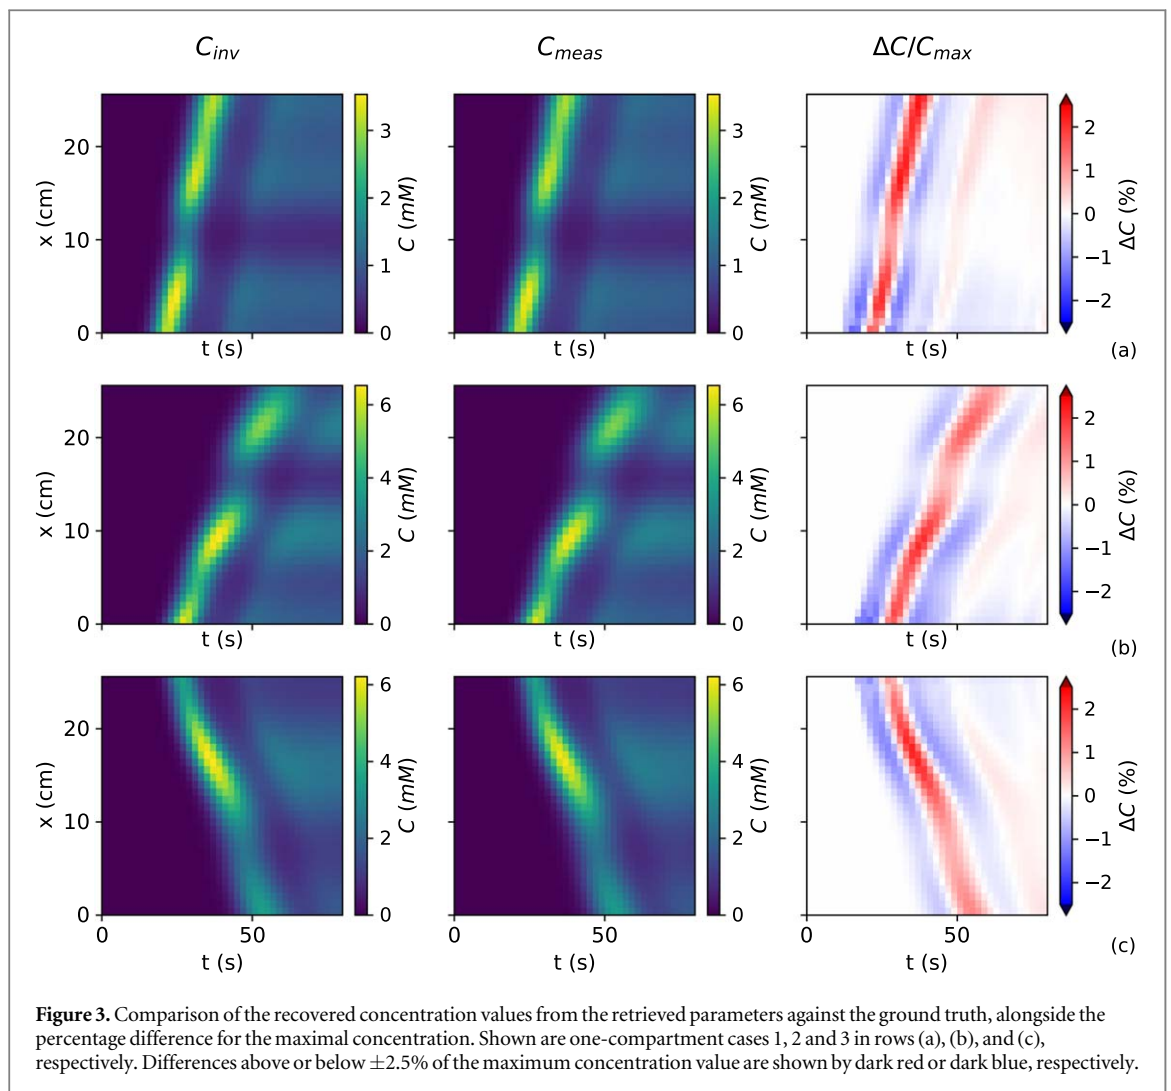 C_inv C_meas ΔC/C_max
x (cm) 20 10 0
t (s)
3 2 1 0
C (mM)
t (s)
3 2 1 0
C (mM)
t (s)
2 1 0 −1 −2
ΔC (%)
(a)
x (cm) 20 10 0
t (s)
6 4 2 0
C (mM)
t (s)
6 4 2 0
C (mM)
t (s)
2 1 0 −1 −2
ΔC (%)
(b)
x (cm) 20 10 0
0 50
t (s)
6 4 2 0
C (mM)
0 50
t (s)
6 4 2 0
C (mM)
0 50
t (s)
2 1 0 −1 −2
ΔC (%)
(c)
Figure 3. Comparison of the recovered concentration values from the retrieved parameters against the ground truth, alongside the
percentage difference for the maximal concentration. Shown are one-compartment cases 1, 2 and 3 in rows (a), (b), and (c),
respectively. Differences above or below ±2.5% of the maximum concentration value are shown by dark red or dark blue, respectively.